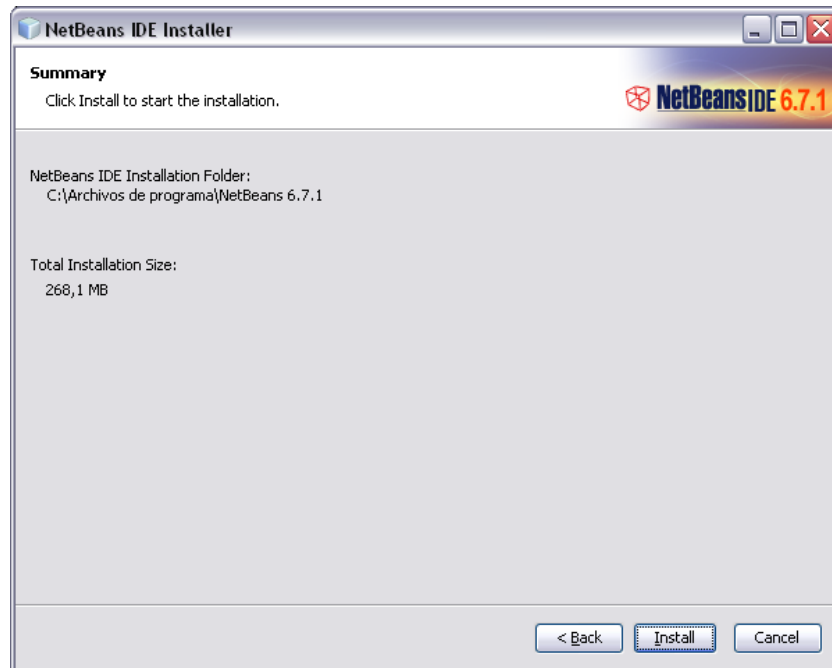 NetBeans IDE Installer
Summary
Click Install to start the installation.
NetBeans IDE 6.7.1
NetBeans IDE Installation Folder:
C:\Archivos de programa\NetBeans 6.7.1
Total Installation Size:
268,1 MB
< Back Install Cancel